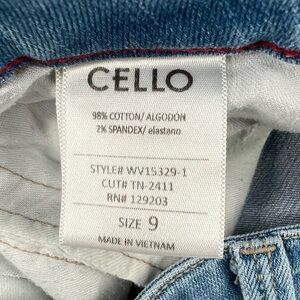 CELLO
98% COTTON/ ALGODÓN
2% SPANDEX/ elastano
STYLE# WV15329-1
CUT# TN-2411
RN# 129203
SIZE 9
MADE IN VIETNAM